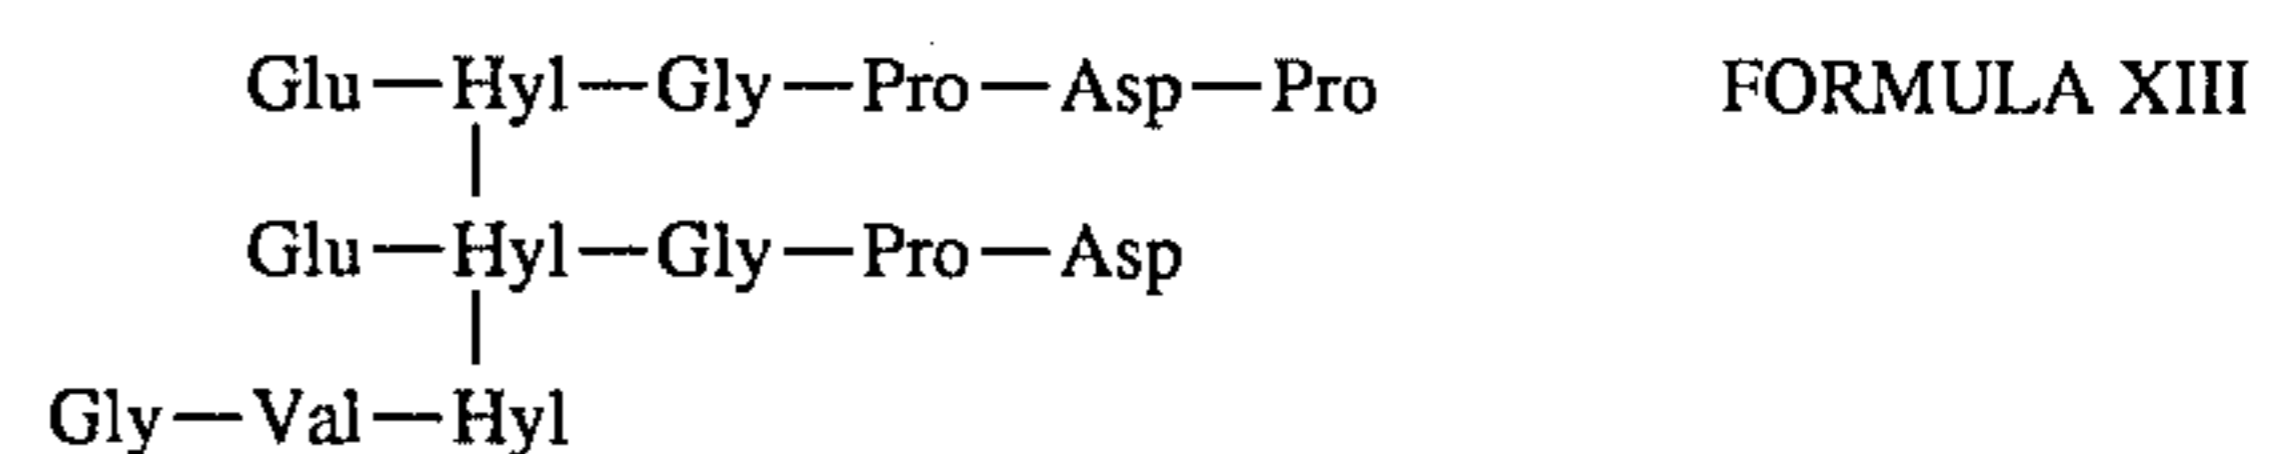 Glu—Hyl—Gly—Pro—Asp—Pro FORMULA XIII
Glu—Hyl—Gly—Pro—Asp
Gly—Val—Hyl